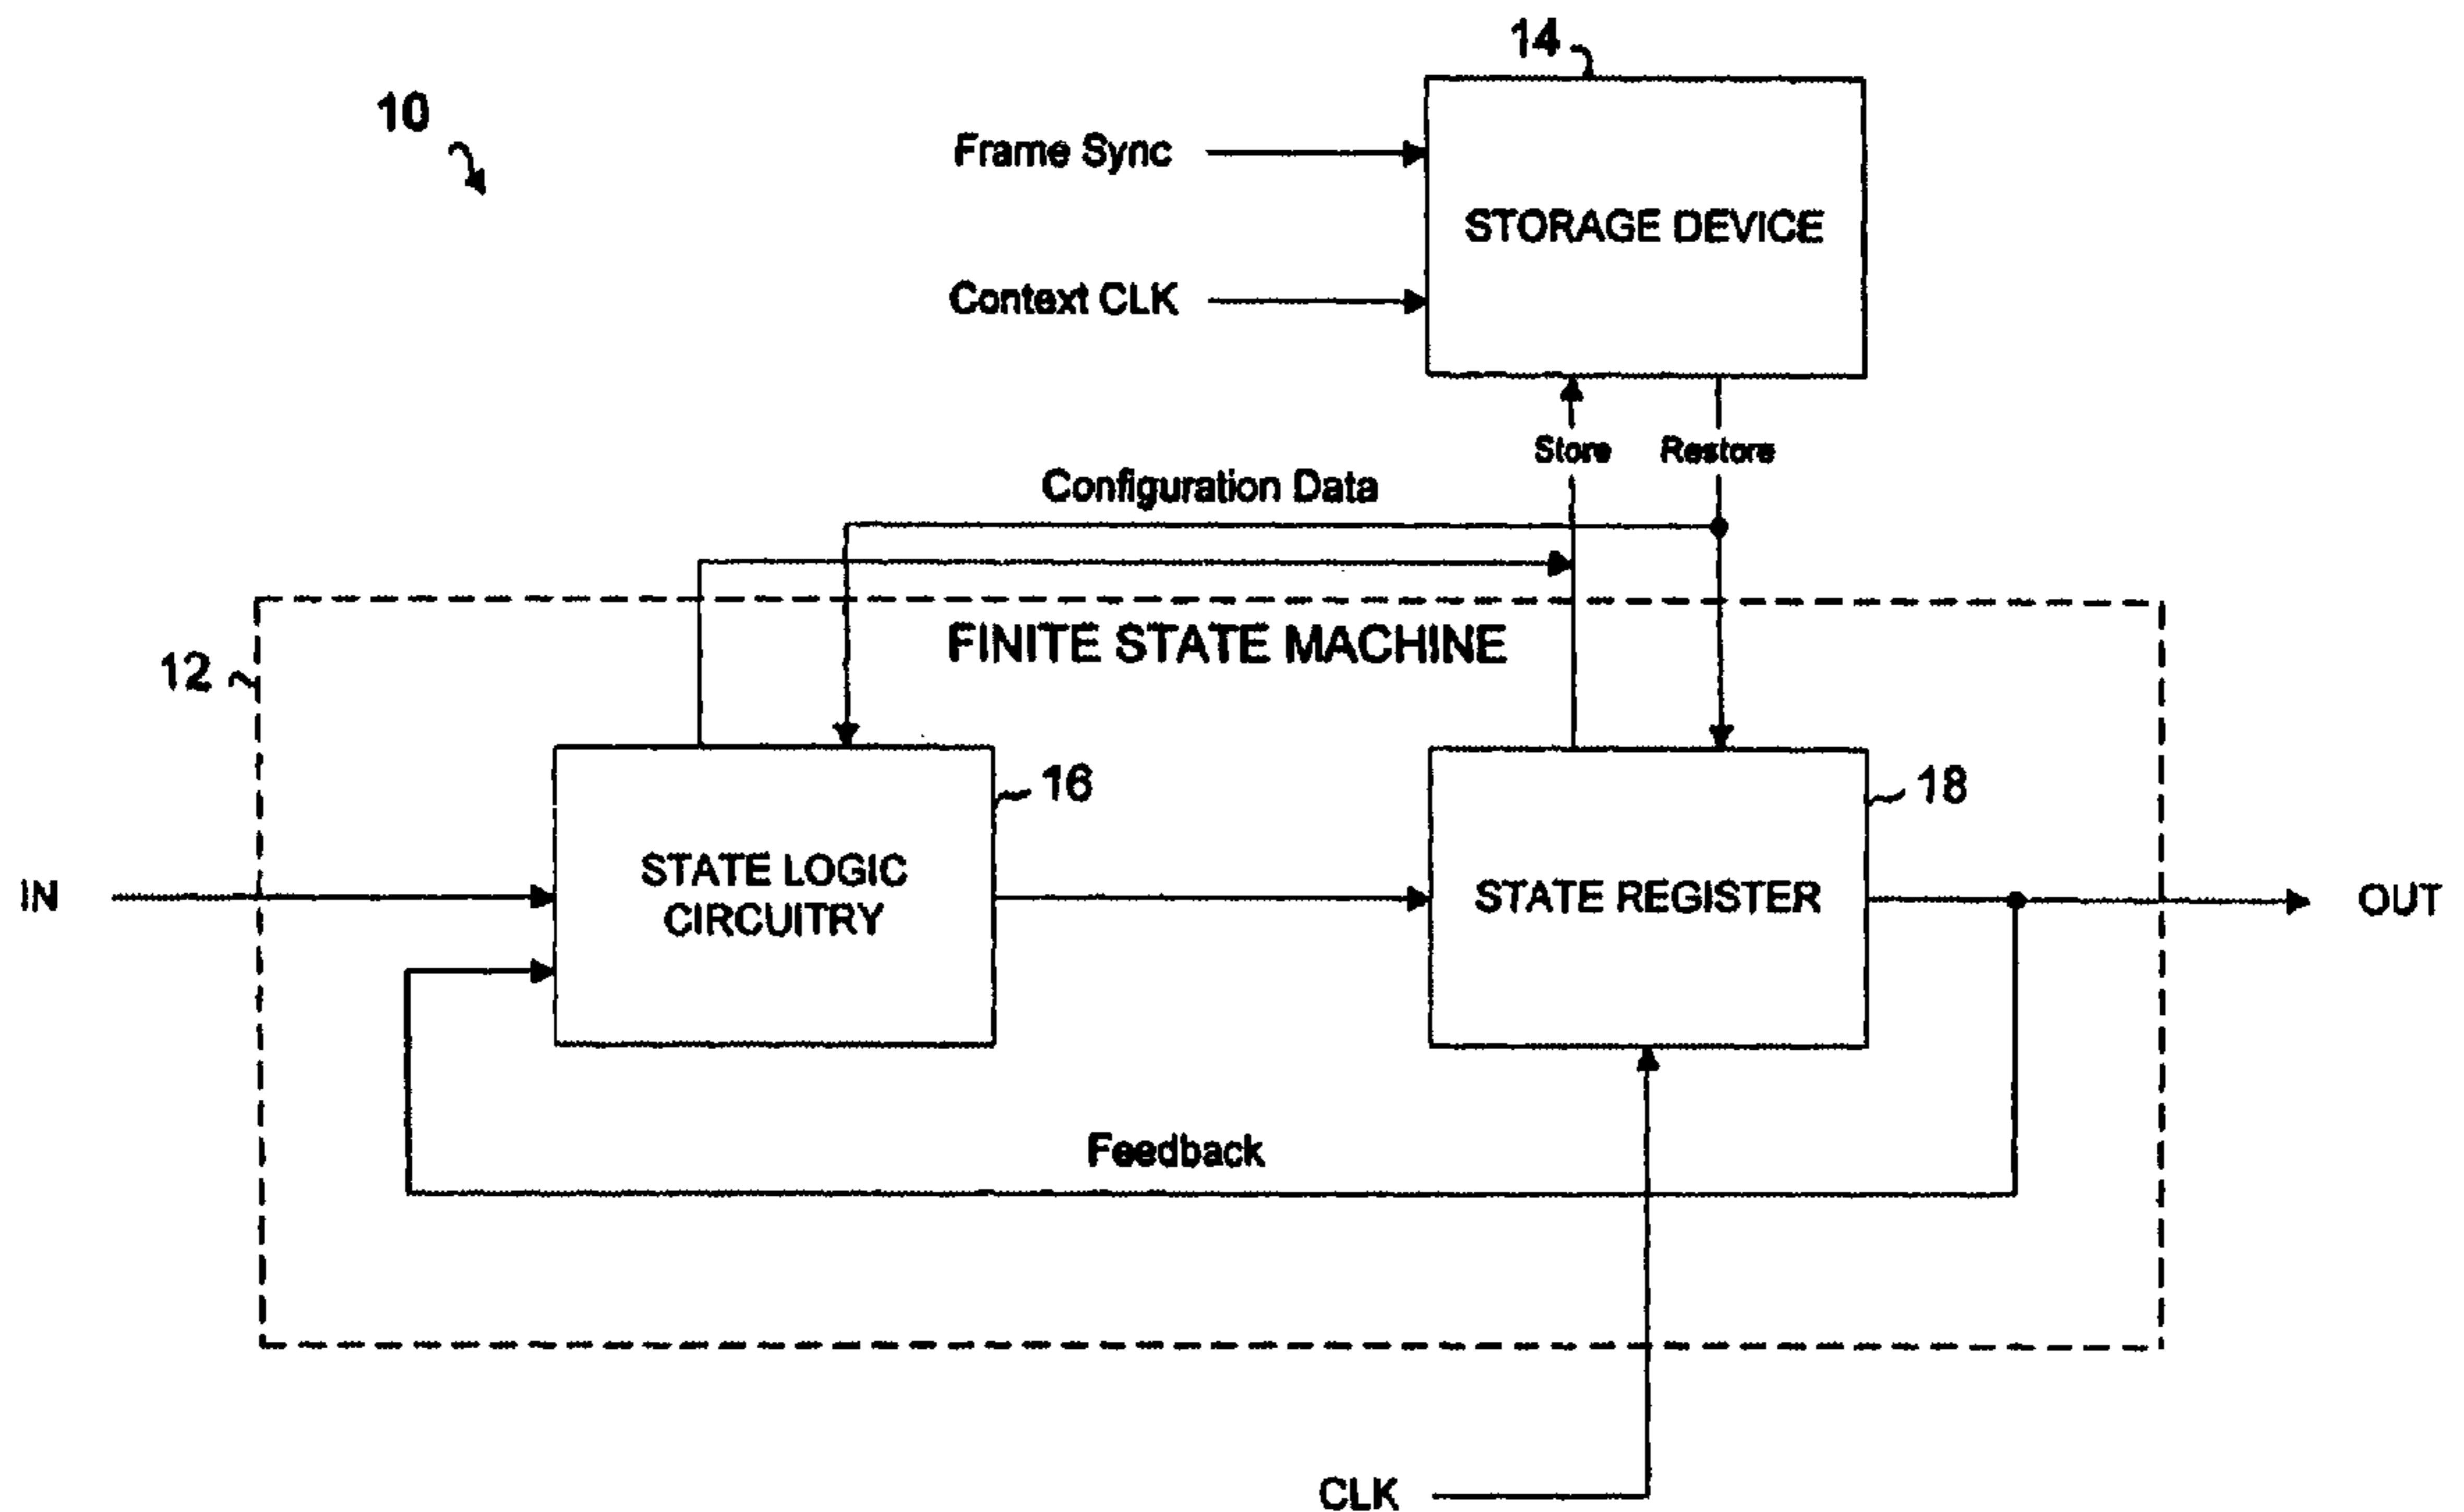 14
10
Frame Sync
STORAGE DEVICE
Context CLK
Store
Restore
Configuration Data
FINITE STATE MACHINE
12
16
18
STATE LOGIC
CIRCUITRY
IN
STATE REGISTER
OUT
Feedback
CLK